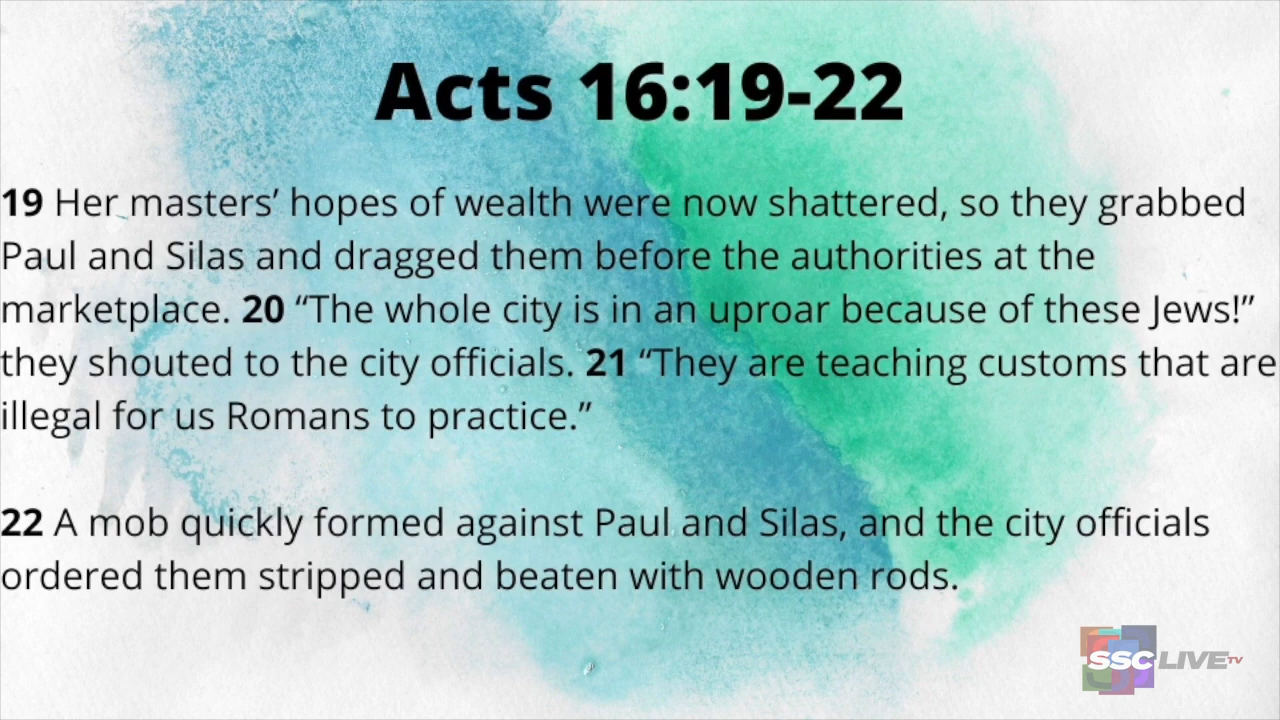 Acts 16:19-22
19 Her masters’ hopes of wealth were now shattered, so they grabbed
Paul and Silas and dragged them before the authorities at the
marketplace. 20 “The whole city is in an uproar because of these Jews!”
they shouted to the city officials. 21 “They are teaching customs that are
illegal for us Romans to practice.”
22 A mob quickly formed against Paul and Silas, and the city officials
ordered them stripped and beaten with wooden rods.
SSC LIVE TV